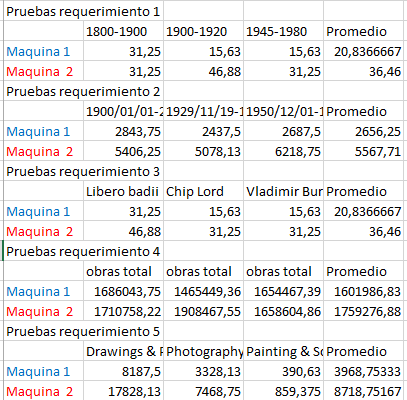 Pruebas requerimiento 1
1800-1900 1900-1920 1945-1980 Promedio
Maquina 1 31,25 15,63 15,63 20,8366667
Maquina 2 31,25 46,88 31,25 36,46
Pruebas requerimiento 2
1900/01/01-2 1929/11/19-1 1950/12/01-1 Promedio
Maquina 1 2843,75 2437,5 2687,5 2656,25
Maquina 2 5406,25 5078,13 6218,75 5567,71
Pruebas requerimiento 3
Libero badii Chip Lord Vladimir Bur Promedio
Maquina 1 31,25 15,63 15,63 20,8366667
Maquina 2 46,88 31,25 31,25 36,46
Pruebas requerimiento 4
obras total obras total obras total Promedio
Maquina 1 1686043,75 1465449,36 1654467,39 1601986,83
Maquina 2 1710758,22 1908467,55 1658604,86 1759276,88
Pruebas requerimiento 5
Drawings & Photography Painting & Promedio
Maquina 1 8187,5 3328,13 390,63 3968,75333
Maquina 2 17828,13 7468,75 859,375 8718,75167